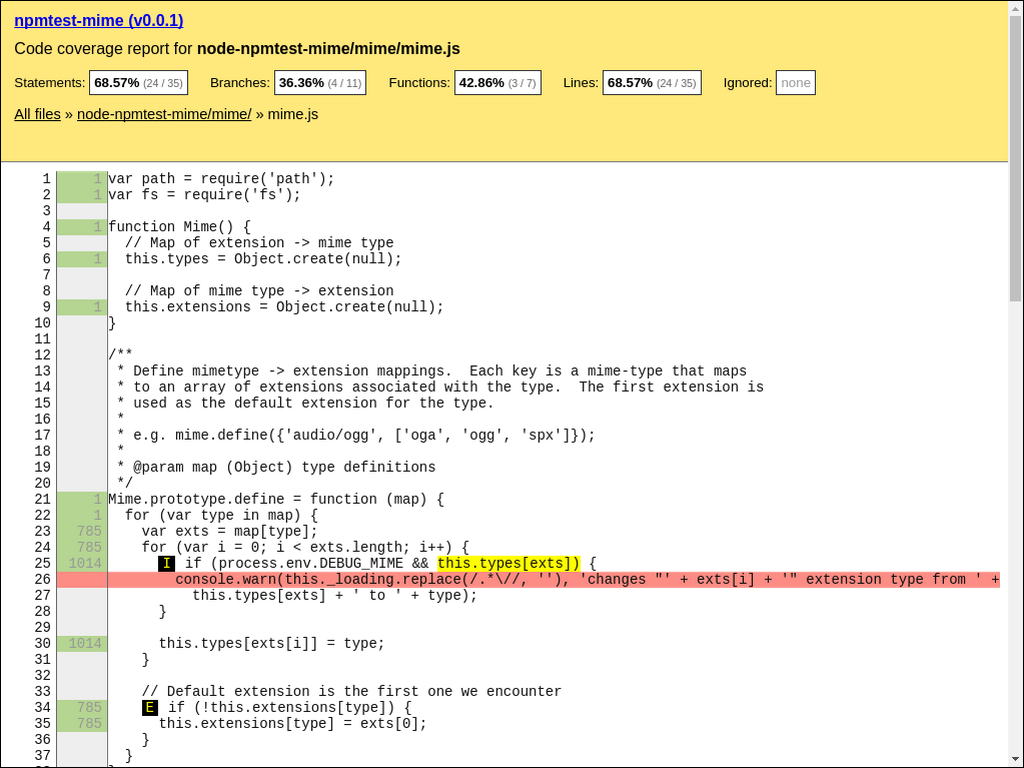 npmtest-mime (v0.0.1)
Code coverage report for node-npmtest-mime/mime/mime.js
Statements: 68.57% (24 / 35) Branches: 36.36% (4 / 11) Functions: 42.86% (3 / 7) Lines: 68.57% (24 / 35) Ignored: none
All files » node-npmtest-mime/mime/ » mime.js
1 1 var path = require('path');
2 1 var fs = require('fs');
3
4 1 function Mime() {
5 // Map of extension -> mime type
6 1 this.types = Object.create(null);
7
8 // Map of mime type -> extension
9 1 this.extensions = Object.create(null);
10 }
11
12 /**
13 * Define mimetype -> extension mappings.  Each key is a mime-type that maps
14 * to an array of extensions associated with the type.  The first extension is
15 * used as the default extension for the type.
16 *
17 * e.g. mime.define({'audio/ogg', ['oga', 'ogg', 'spx']});
18 *
19 * @param map (Object) type definitions
20 */
21 1 Mime.prototype.define = function (map) {
22 1 for (var type in map) {
23 785 var exts = map[type];
24 785 for (var i = 0; i < exts.length; i++) {
25 1014 I if (process.env.DEBUG_MIME && this.types[exts]) {
26 console.warn(this._loading.replace(/.*\//, ''), 'changes "' + exts[i] + '" extension type from ' +
27 this.types[exts] + ' to ' + type);
28 }
29
30 1014 this.types[exts[i]] = type;
31 }
32
33 // Default extension is the first one we encounter
34 785 E if (!this.extensions[type]) {
35 785 this.extensions[type] = exts[0];
36 }
37 }